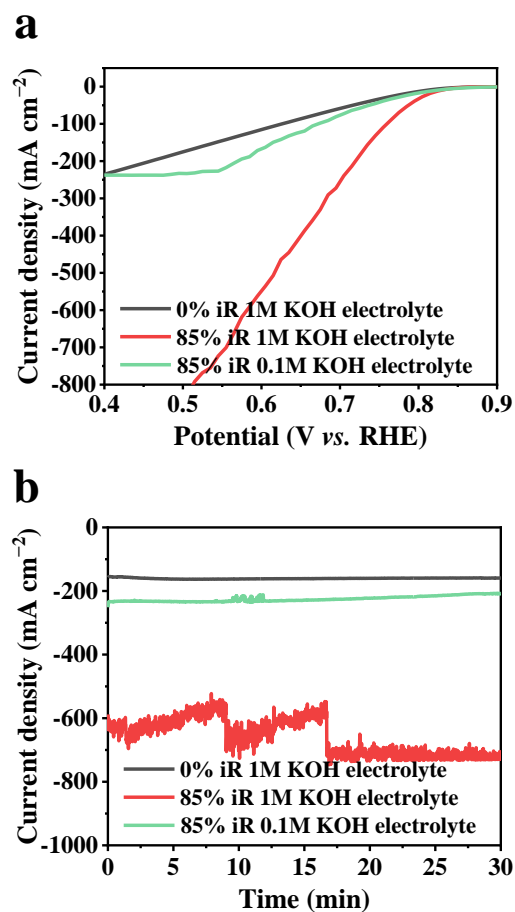 a
Current density (mA cm⁻²)
0
-100
-200
-300
-400
-500
-600
-700
-800
0% iR 1M KOH electrolyte
85% iR 1M KOH electrolyte
85% iR 0.1M KOH electrolyte
0.4 0.5 0.6 0.7 0.8 0.9
Potential (V vs. RHE)
b
Current density (mA cm⁻²)
0
-200
-400
-600
-800
-1000
0% iR 1M KOH electrolyte
85% iR 1M KOH electrolyte
85% iR 0.1M KOH electrolyte
0 5 10 15 20 25 30
Time (min)